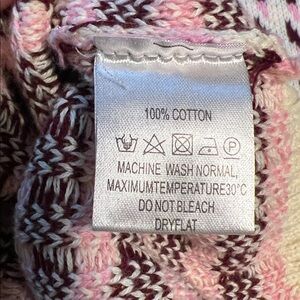 100% COTTON
MACHINE WASH NORMAL,
MAXIMUMTEMPERATURE30°C
DO NOT BLEACH
DRYFLAT